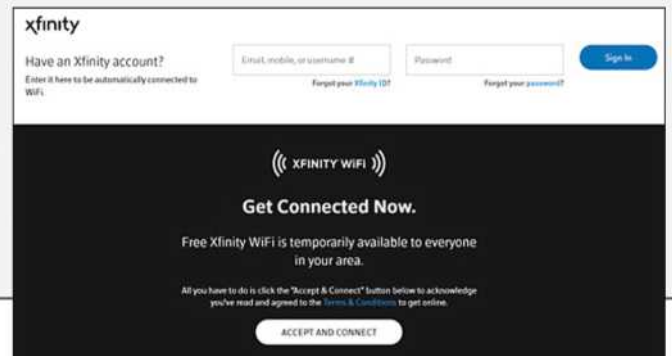 xfinity
Have an Xfinity account?
Enter it here to be automatically connected to
WiFi.
Email, mobile, or username #
Forgot your Xfinity ID?
Password
Forgot your password?
Sign In
XFINITY WiFi
Get Connected Now.
Free Xfinity WiFi is temporarily available to everyone
in your area.
All you have to do is click the "Accept & Connect" button below to acknowledge
you've read and agreed to the Terms & Conditions to get online.
ACCEPT AND CONNECT